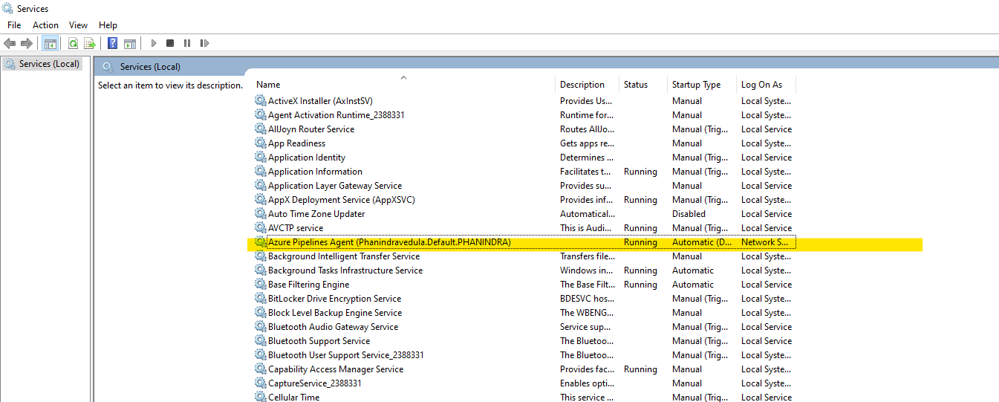 Services
File Action View Help
Services (Local)
Services (Local)
Select an item to view its description.
Name Description Status Startup Type Log On As
ActiveX Installer (AxInstSV) Provides Us... Manual Local Syste...
Agent Activation Runtime_2388331 Runtime for... Manual Local Syste...
AllJoyn Router Service Routes AllJo... Manual (Trig... Local Service
App Readiness Gets apps re... Manual Local Syste...
Application Identity Determines ... Manual (Trig... Local Service
Application Information Facilitates t... Running Manual (Trig... Local Syste...
Application Layer Gateway Service Provides su... Manual Local Service
AppX Deployment Service (AppXSVC) Provides inf... Running Manual (Trig... Local Syste...
Auto Time Zone Updater Automatical... Disabled Local Service
AVCTP service This is Audi... Running Manual (Trig... Local Service
Azure Pipelines Agent (Phanindravedula.Default.PHANINDRA) Running Automatic (D... Network S...
Background Intelligent Transfer Service Transfers file... Manual Local Syste...
Background Tasks Infrastructure Service Windows in... Running Automatic Local Syste...
Base Filtering Engine The Base Filt... Running Automatic Local Service
BitLocker Drive Encryption Service BDESVC hos... Manual (Trig... Local Syste...
Block Level Backup Engine Service The WBENG... Manual Local Syste...
Bluetooth Audio Gateway Service Service sup... Manual (Trig... Local Service
Bluetooth Support Service The Bluetoo... Manual (Trig... Local Service
Bluetooth User Support Service_2388331 The Bluetoo... Manual (Trig... Local Syste...
Capability Access Manager Service Provides fac... Running Manual Local Syste...
CaptureService_2388331 Enables opti... Manual Local Syste...
Cellular Time This service ... Manual (Trig... Local Service